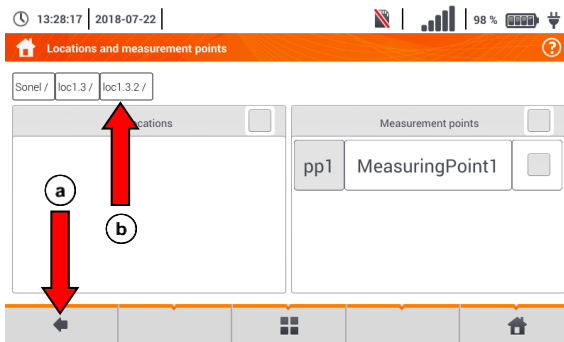 13:28:17 2018-07-22 98 %
Locations and measurement points ?
Sonel / loc1.3 / loc1.3.2 /
Measurement points
pp1 MeasuringPoint1
a
b